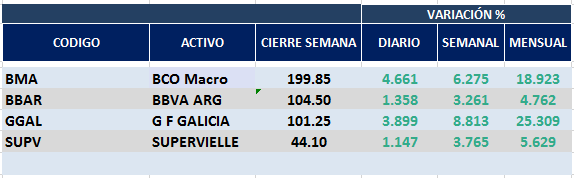 VARIACIÓN %
CODIGO ACTIVO CIERRE SEMANA DIARIO SEMANAL MENSUAL
BMA BCO Macro 199.85 4.661 6.275 18.923
BBAR BBVA ARG 104.50 1.358 3.261 4.762
GGAL G F GALICIA 101.25 3.899 8.813 25.309
SUPV SUPERVIELLE 44.10 1.147 3.765 5.629